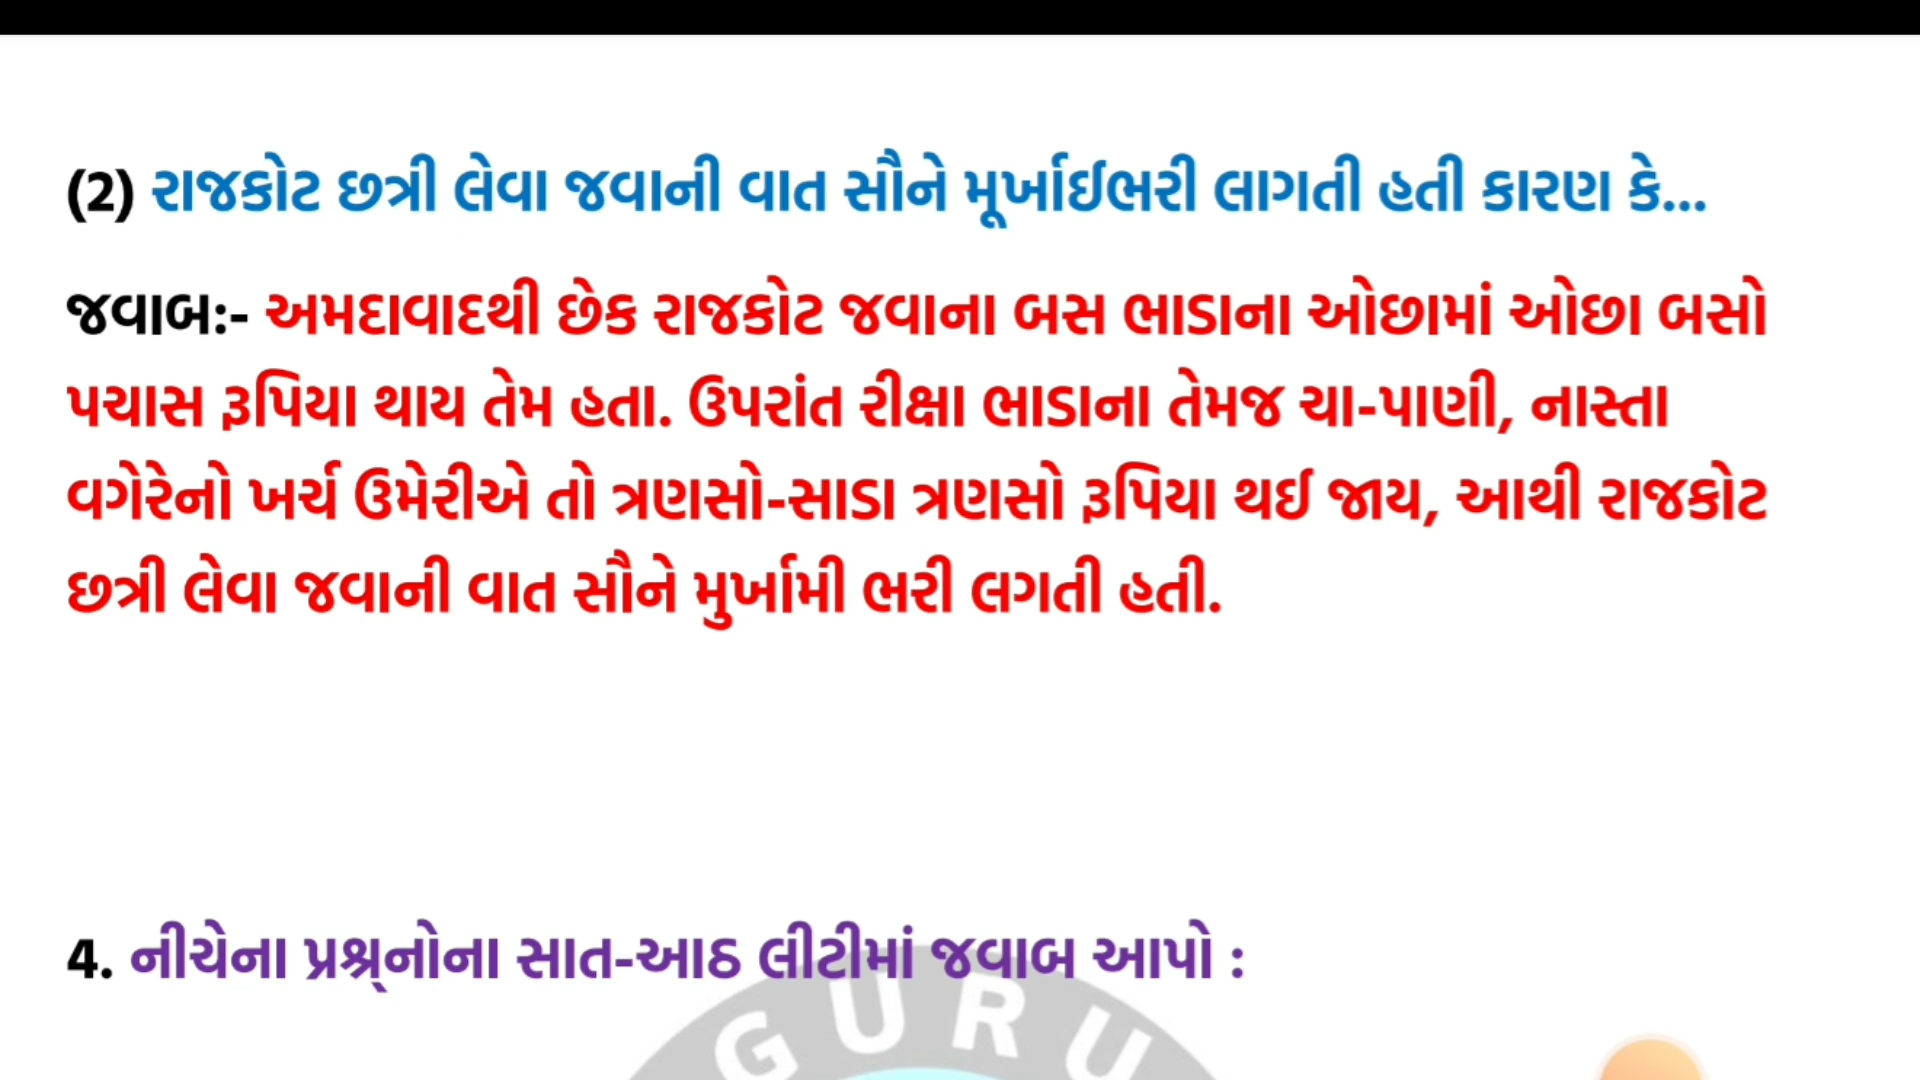 (2) રાજકોટ છત્રી લેવા જવાની વાત સૌને મૂર્ખાઈભરી લાગતી હતી કારણ કે...
જવાબ:- અમદાવાદથી છેક રાજકોટ જવાના બસ ભાડાના ઓછામાં ઓછા બસો
પચાસ રૂપિયા થાય તેમ હતા. ઉપરાંત રીક્ષા ભાડાના તેમજ ચા-પાણી, નાસ્તા
વગેરેનો ખર્ચ ઉમેરીએ તો ત્રણસો-સાડા ત્રણસો રૂપિયા થઈ જાય, આથી રાજકોટ
છત્રી લેવા જવાની વાત સૌને મુર્ખામી ભરી લગતી હતી.
4. નીચેના પ્રશ્ર્નોના સાત-આઠ લીટીમાં જવાબ આપો :
GURU